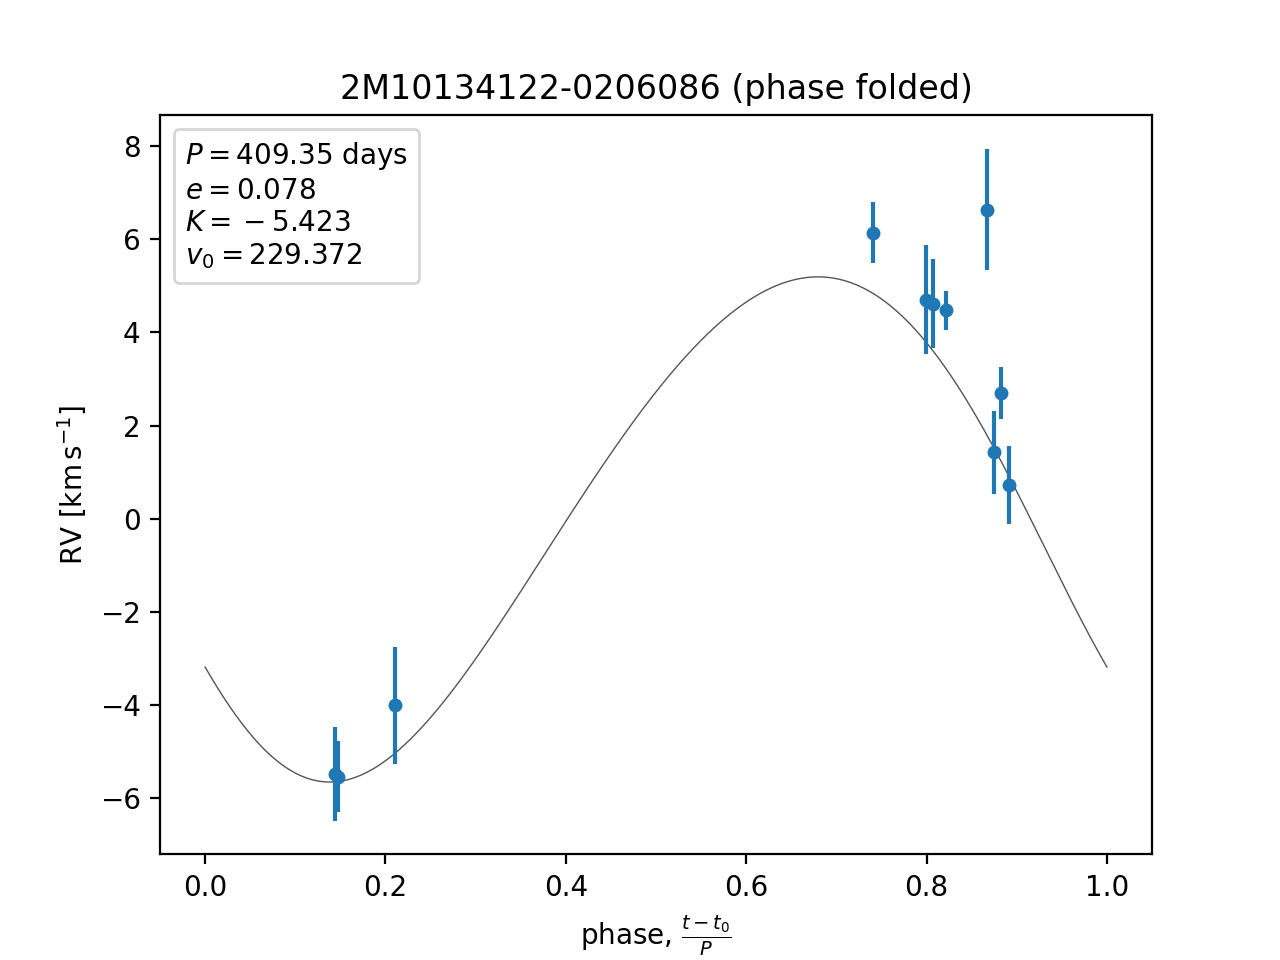 2M10134122-0206086 (phase folded)
P = 409.35 days
e = 0.078
K = −5.423
v₀ = 229.372
8
6
4
2
0
−2
−4
−6
RV [km s⁻¹]
0.0 0.2 0.4 0.6 0.8 1.0
phase, (t − t₀)/P